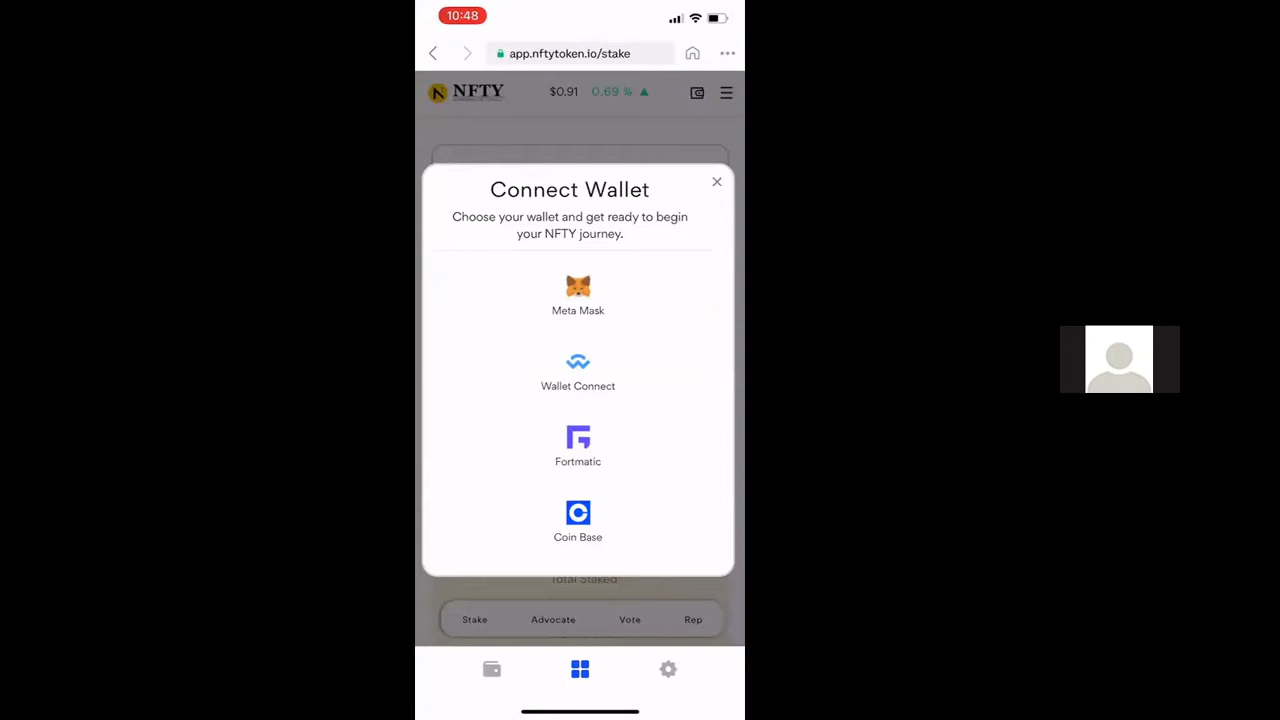 10:48
app.nftytoken.io/stake
NFTY $0.91 0.69 %
Connect Wallet
Choose your wallet and get ready to begin
your NFTY journey.
Meta Mask
Wallet Connect
Fortmatic
Coin Base
Total Staked
Stake Advocate Vote Rep